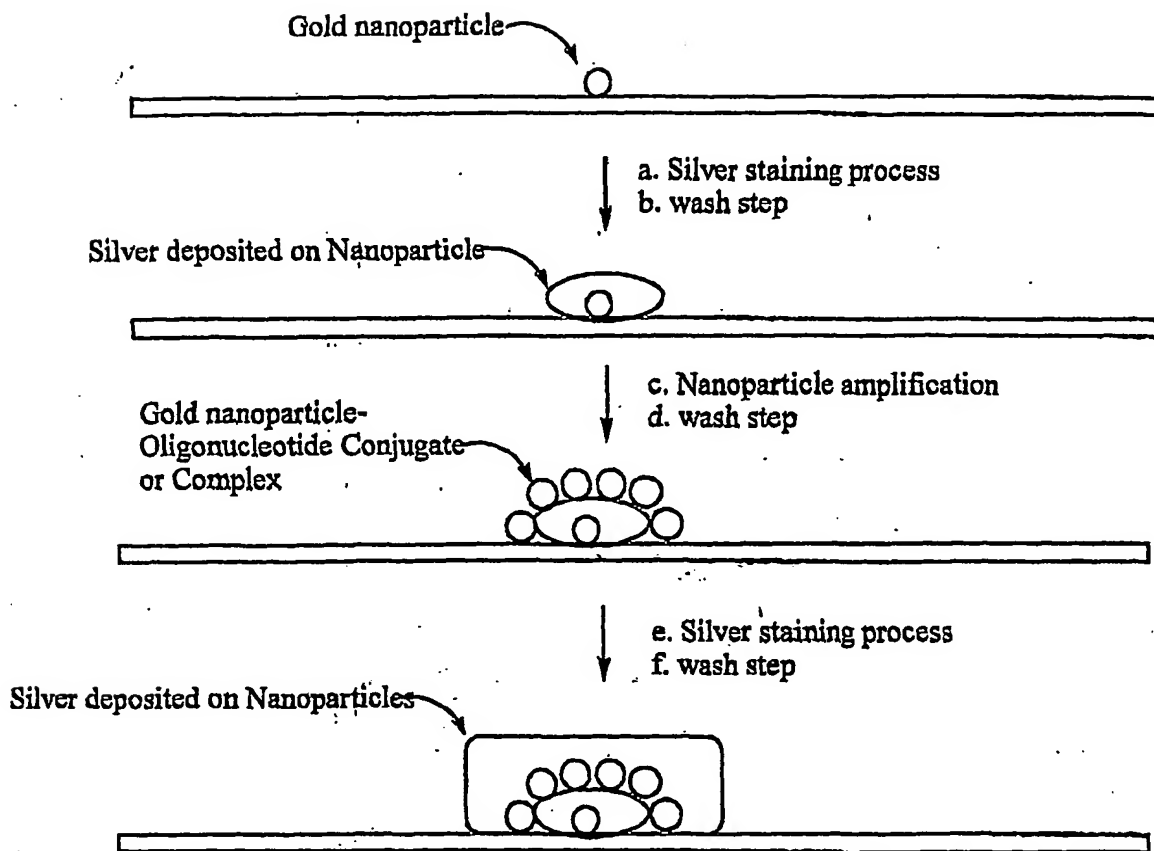 Gold nanoparticle
a. Silver staining process
b. wash step
Silver deposited on Nanoparticle
c. Nanoparticle amplification
d. wash step
Gold nanoparticle-
Oligonucleotide Conjugate
or Complex
e. Silver staining process
f. wash step
Silver deposited on Nanoparticles